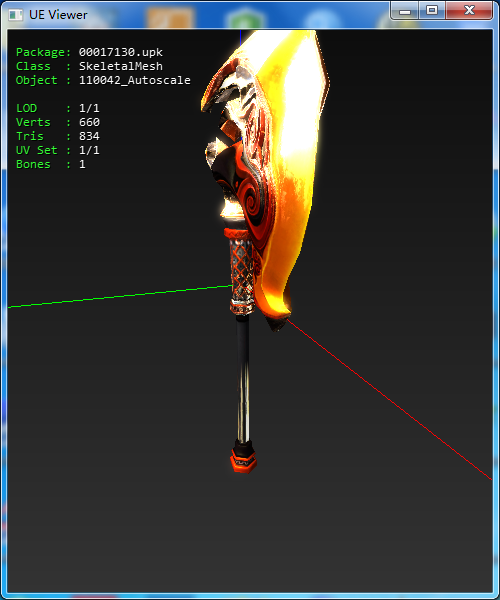 UE Viewer
Package: 00017130.upk
Class : SkeletalMesh
Object : 110042_Autoscale
LOD : 1/1
Verts : 660
Tris : 834
UV Set : 1/1
Bones : 1